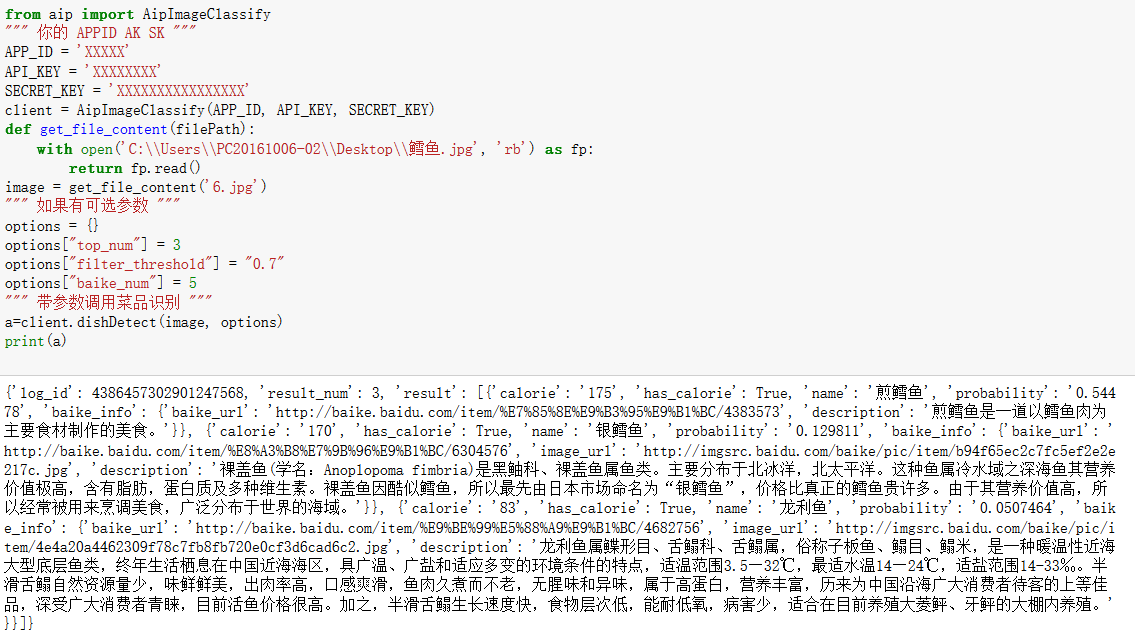 from aip import AipImageClassify
""" 你的 APPID AK SK """
APP_ID = 'XXXXX'
API_KEY = 'XXXXXXXX'
SECRET_KEY = 'XXXXXXXXXXXXXXXX'
client = AipImageClassify(APP_ID, API_KEY, SECRET_KEY)
def get_file_content(filePath):
    with open('C:\\Users\\PC20161006-02\\Desktop\\鳕鱼.jpg', 'rb') as fp:
        return fp.read()
image = get_file_content('6.jpg')
""" 如果有可选参数 """
options = {}
options["top_num"] = 3
options["filter_threshold"] = "0.7"
options["baike_num"] = 5
""" 带参数调用菜品识别 """
a=client.dishDetect(image, options)
print(a)
{'log_id': 4386457302901247568, 'result_num': 3, 'result': [{'calorie': '175', 'has_calorie': True, 'name': '煎鳕鱼', 'probability': '0.544
78', 'baike_info': {'baike_url': 'http://baike.baidu.com/item/%E7%85%8E%E9%B3%95%E9%B1%BC/4383573', 'description': '煎鳕鱼是一道以鳕鱼肉为
主要食材制作的美食。'}}, {'calorie': '170', 'has_calorie': True, 'name': '银鳕鱼', 'probability': '0.129811', 'baike_info': {'baike_url': '
http://baike.baidu.com/item/%E8%A3%B8%E7%9B%96%E9%B1%BC/6304576', 'image_url': 'http://imgsrc.baidu.com/baike/pic/item/b94f65ec2c7fc5ef2e2e
217c.jpg', 'description': '裸盖鱼(学名：Anoplopoma fimbria)是黑鲉科、裸盖鱼属鱼类。主要分布于北冰洋，北太平洋。这种鱼属冷水域之深海鱼其营养
价值极高，含有脂肪，蛋白质及多种维生素。裸盖鱼因酷似鳕鱼，所以最先由日本市场命名为“银鳕鱼”，价格比真正的鳕鱼贵许多。由于其营养价值高，所
以经常被用来烹调美食，广泛分布于世界的海域。'}}, {'calorie': '83', 'has_calorie': True, 'name': '龙利鱼', 'probability': '0.0507464', 'baik
e_info': {'baike_url': 'http://baike.baidu.com/item/%E9%BE%99%E5%88%A9%E9%B1%BC/4682756', 'image_url': 'http://imgsrc.baidu.com/baike/pic/i
tem/4e4a20a4462309f78c7fb8fb720e0cf3d6cad6c2.jpg', 'description': '龙利鱼属鲽形目、舌鳎科、舌鳎属，俗称子板鱼、鳎目、鳎米，是一种暖温性近海
大型底层鱼类，终年生活栖息在中国近海海区，具广温、广盐和适应多变的环境条件的特点，适温范围3.5—32℃，最适水温14—24℃，适盐范围14-33‰。半
滑舌鳎自然资源量少，味鲜鲜美，出肉率高，口感爽滑，鱼肉久煮而不老，无腥味和异味，属于高蛋白，营养丰富，历来为中国沿海广大消费者待客的上等佳
品，深受广大消费者青睐，目前活鱼价格很高。加之，半滑舌鳎生长速度快，食物层次低，能耐低氧，病害少，适合在目前养殖大菱鲆、牙鲆的大棚内养殖。'
}}]}